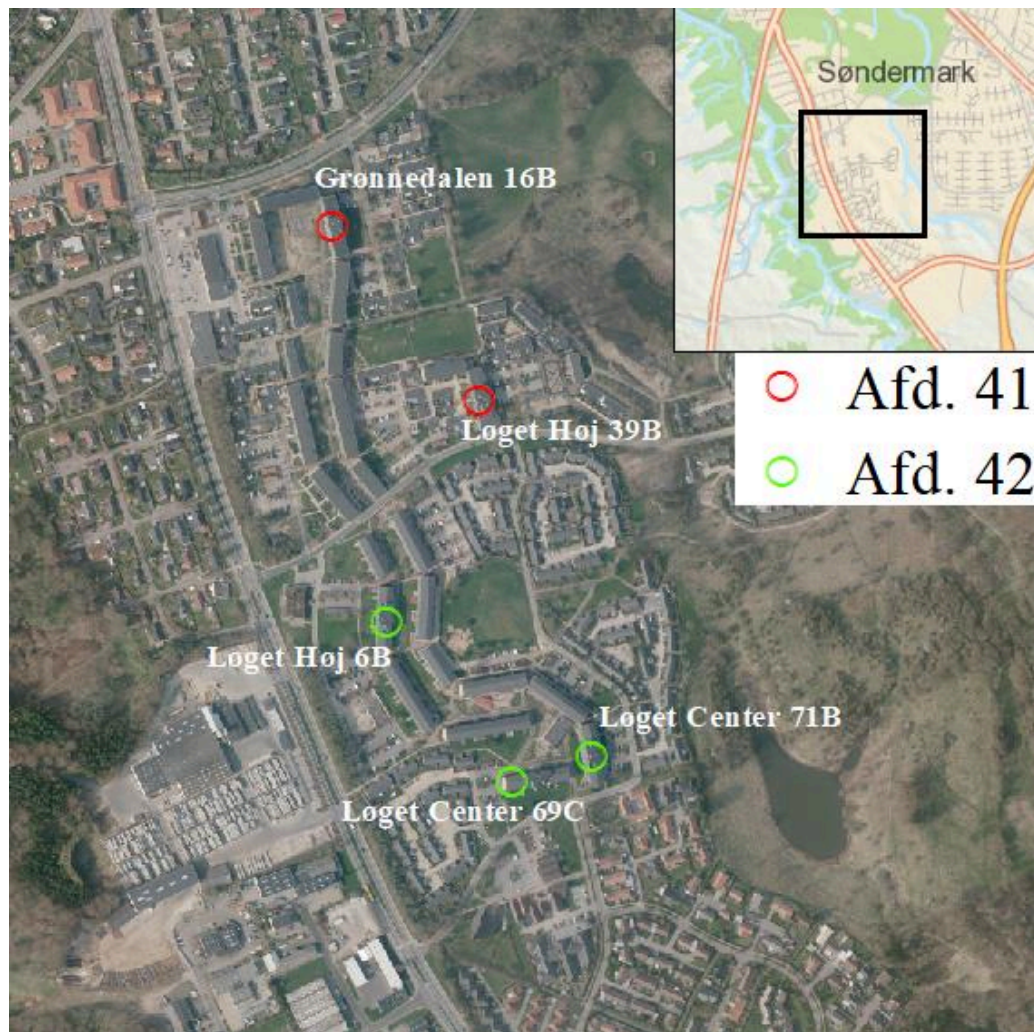 Søndermark
Grønnedalen 16B
Afd. 41
Løget Høj 39B
Afd. 42
Løget Høj 6B
Løget Center 71B
Løget Center 69C